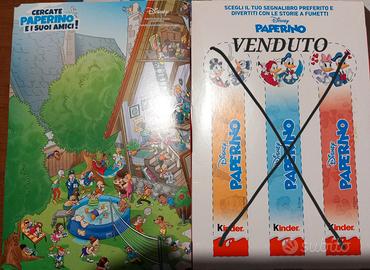 CERCATE
PAPERINO
E I SUOI AMICI!
Disney
SCEGLI IL TUO SEGNALIBRO PREFERITO E
DIVERTITI CON LE STORIE A FUMETTI
Disney
PAPERINO
VENDUTO
Disney
PAPERINO
Kinder
Disney
PAPERINO
Kinder
Disney
PAPERINO
Kinder
subito